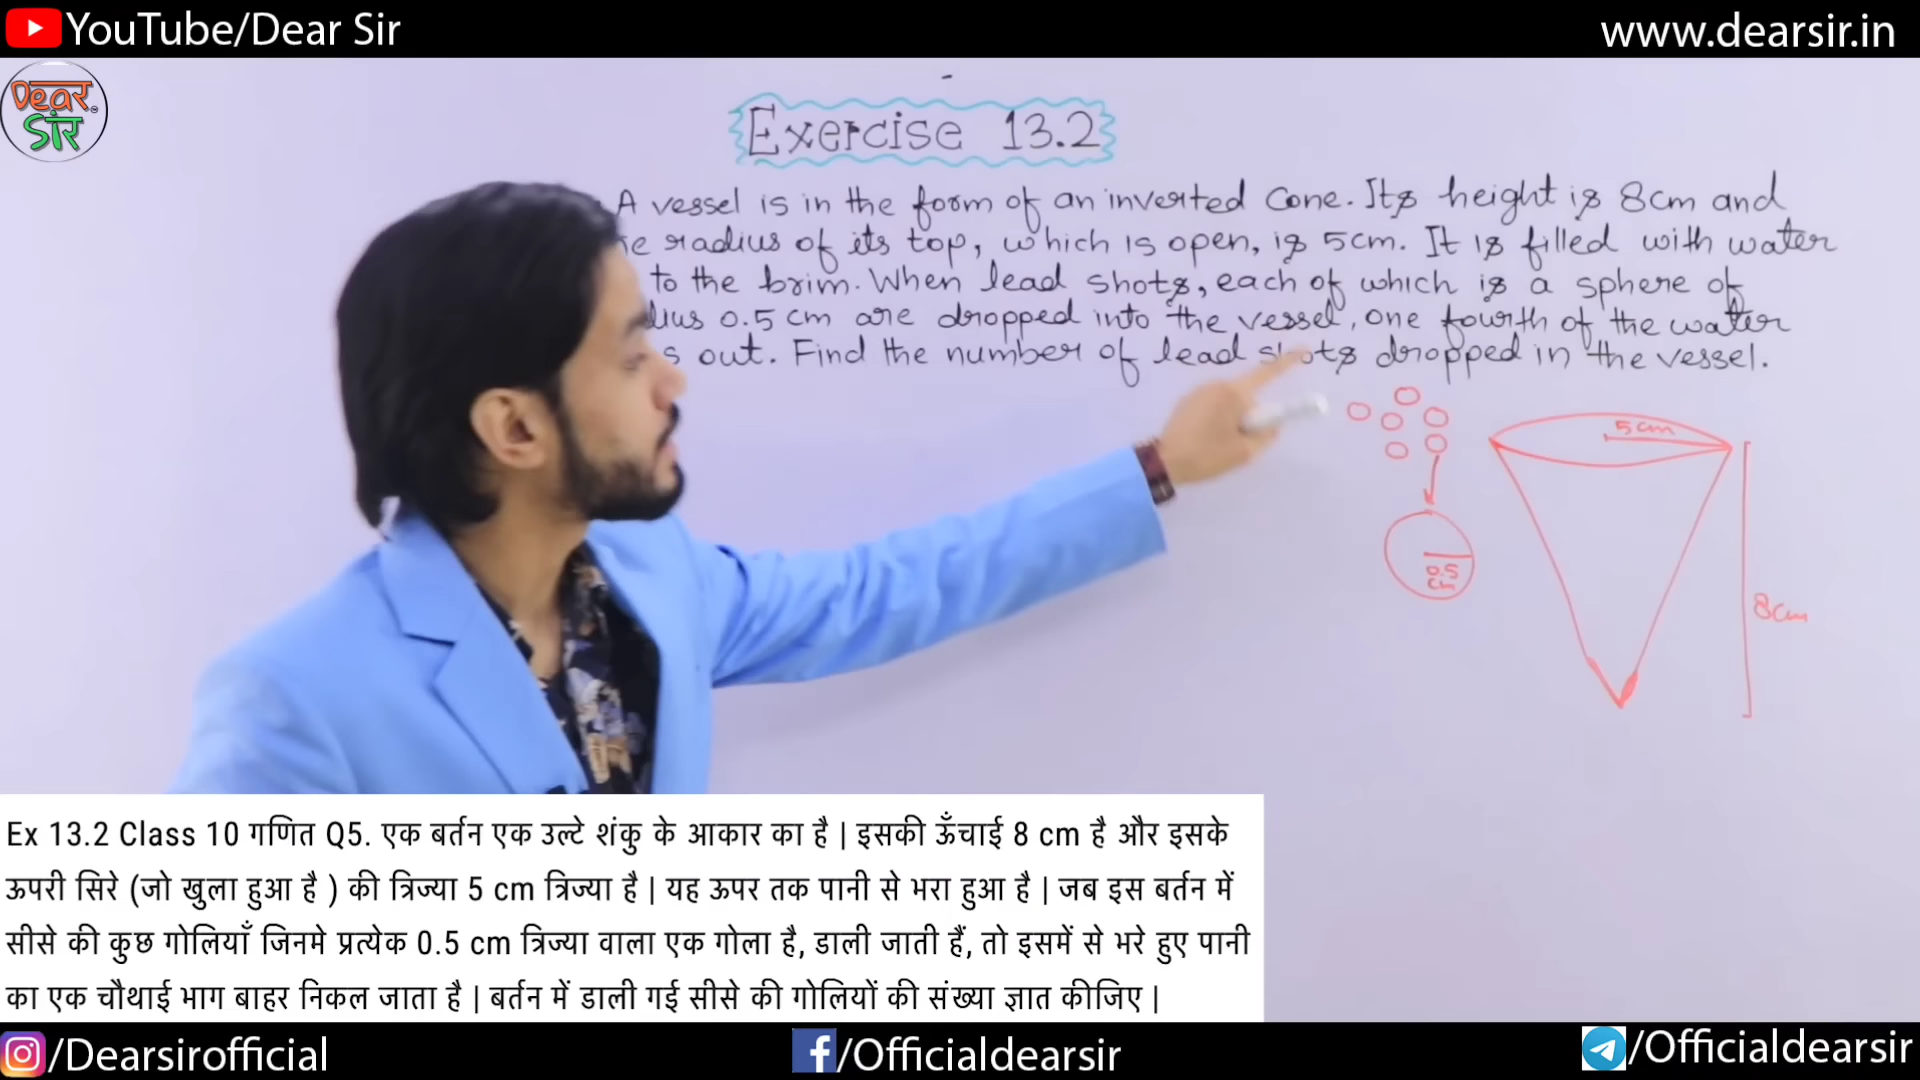 YouTube/Dear Sir
www.dearsir.in
Dear
सर
Exercise 13.2
A vessel is in the form of an inverted Cone. Its height is 8cm and
radius of its top, which is open, is 5cm. It is filled with water
to the brim. When lead shots, each of which is a sphere of
0.5 cm are dropped into the vessel, one fourth of the water
out. Find the number of lead shots dropped in the vessel.
5cm
0.5
cm
8cm
Ex 13.2 Class 10 गणित Q5. एक बर्तन एक उल्टे शंकु के आकार का है | इसकी ऊँचाई 8 cm है और इसके
ऊपरी सिरे (जो खुला हुआ है ) की त्रिज्या 5 cm त्रिज्या है | यह ऊपर तक पानी से भरा हुआ है | जब इस बर्तन में
सीसे की कुछ गोलियाँ जिनमे प्रत्येक 0.5 cm त्रिज्या वाला एक गोला है, डाली जाती हैं, तो इसमें से भरे हुए पानी
का एक चौथाई भाग बाहर निकल जाता है | बर्तन में डाली गई सीसे की गोलियों की संख्या ज्ञात कीजिए |
/Dearsirofficial
/Officialdearsir
/Officialdearsir